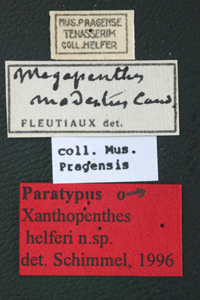 MUS. PRAGENSE
TENASSERIM
COLL. HELFER
Megapenthes
modestus Cand.
FLEUTIAUX det.
coll. Mus.
Pragensis
Paratypus
Xanthopenthes
helferi n.sp.
det. Schimmel, 1996